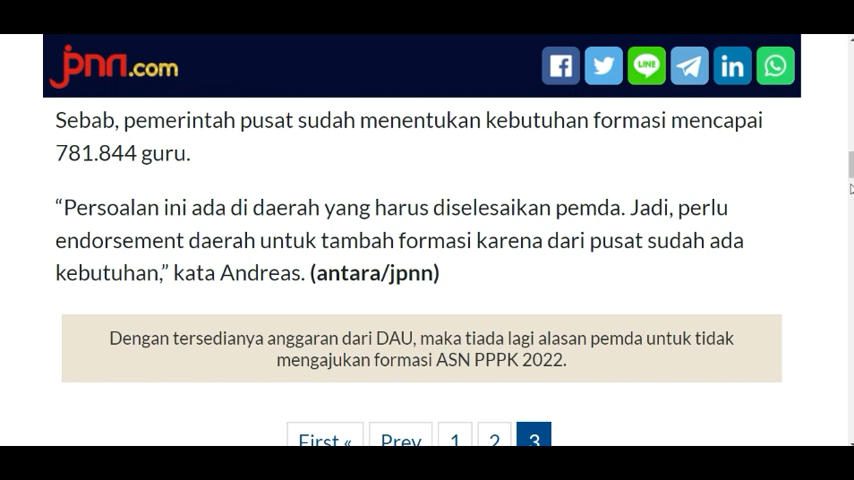 jpnn.com
LINE
in
Sebab, pemerintah pusat sudah menentukan kebutuhan formasi mencapai
781.844 guru.
“Persoalan ini ada di daerah yang harus diselesaikan pemda. Jadi, perlu
endorsement daerah untuk tambah formasi karena dari pusat sudah ada
kebutuhan,” kata Andreas. (antara/jpnn)
Dengan tersedianya anggaran dari DAU, maka tiada lagi alasan pemda untuk tidak
mengajukan formasi ASN PPPK 2022.
First « Prev 1 2 3